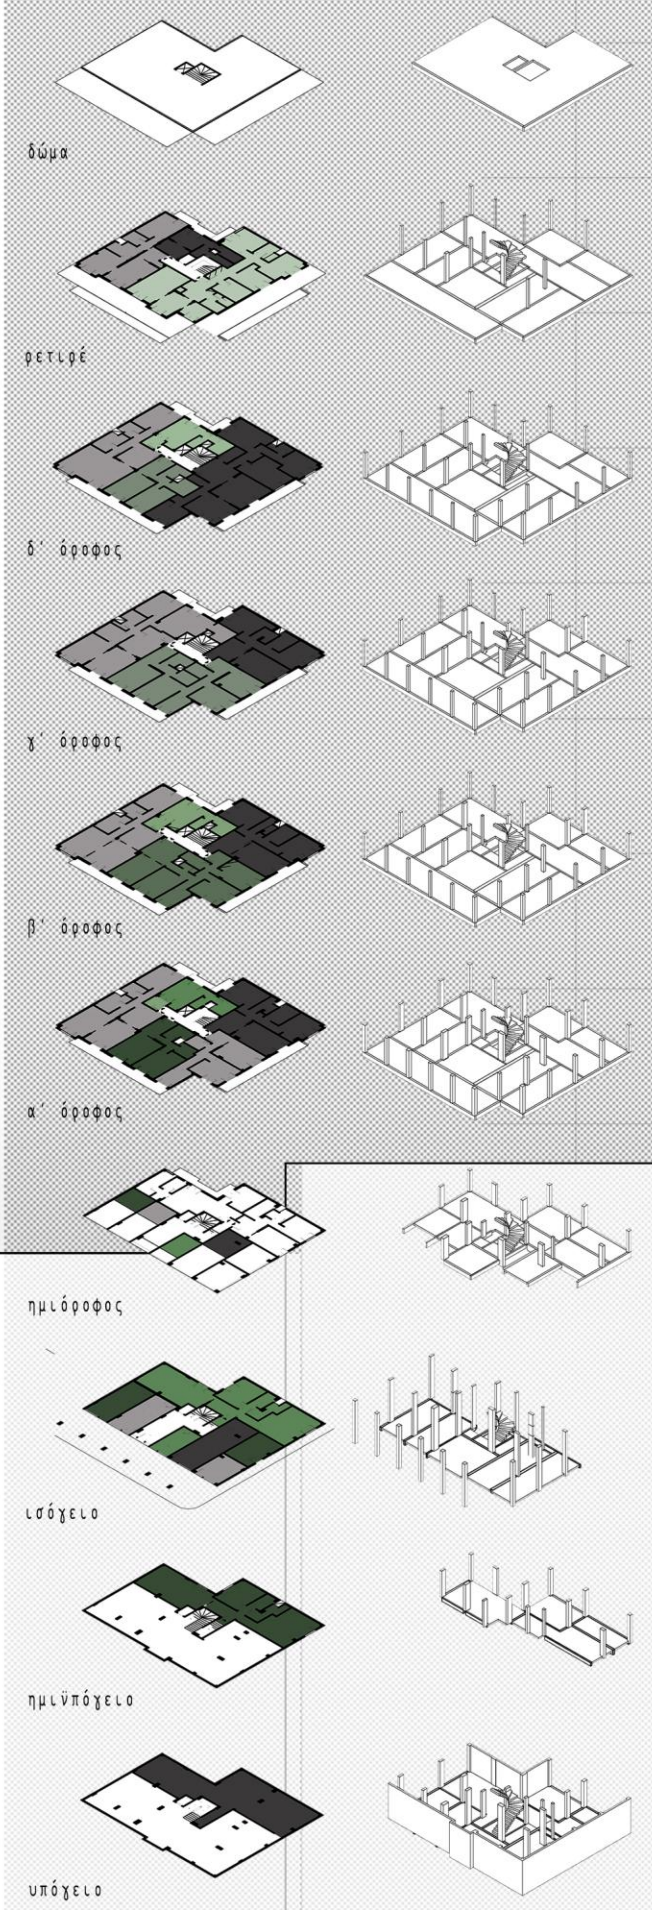 δώμα
ρετιρέ
δ' όροφος
γ' όροφος
β' όροφος
α' όροφος
ημιόροφος
ισόγειο
ημιϋπόγειο
υπόγειο